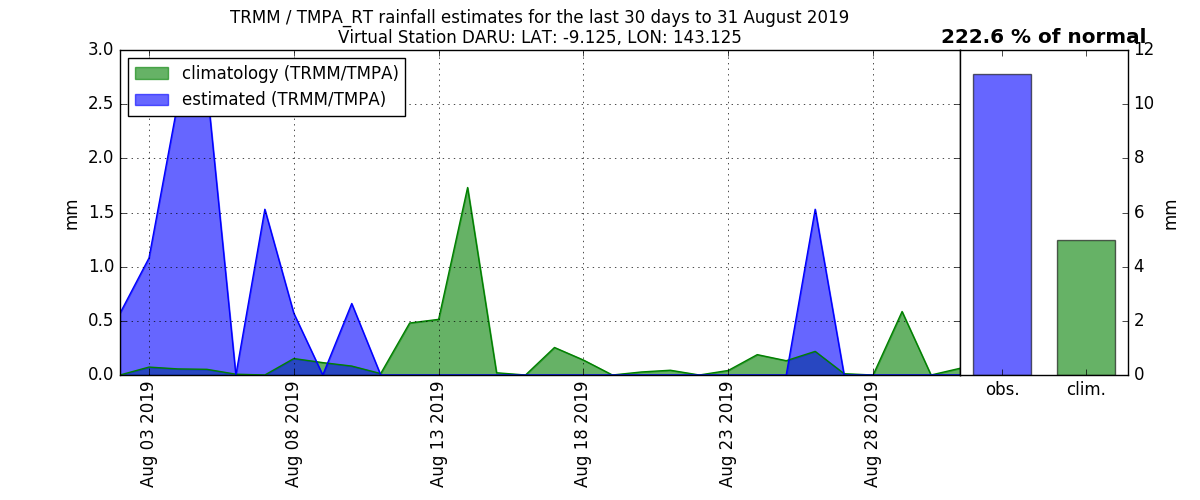 TRMM / TMPA_RT rainfall estimates for the last 30 days to 31 August 2019
Virtual Station DARU: LAT: -9.125, LON: 143.125
222.6 % of normal
climatology (TRMM/TMPA)
estimated (TRMM/TMPA)
3.0
2.5
2.0
1.5
1.0
0.5
0.0
mm
Aug 03 2019
Aug 08 2019
Aug 13 2019
Aug 18 2019
Aug 23 2019
Aug 28 2019
obs.
clim.
12
10
8
6
4
2
0
mm